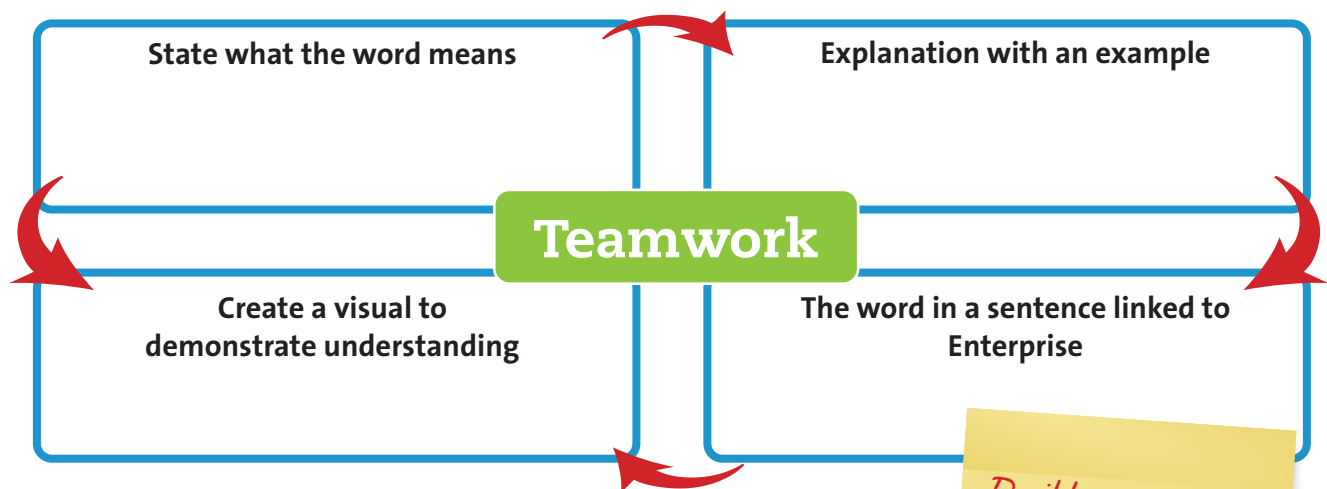 State what the word means
Explanation with an example
Teamwork
Create a visual to
demonstrate understanding
The word in a sentence linked to
Enterprise